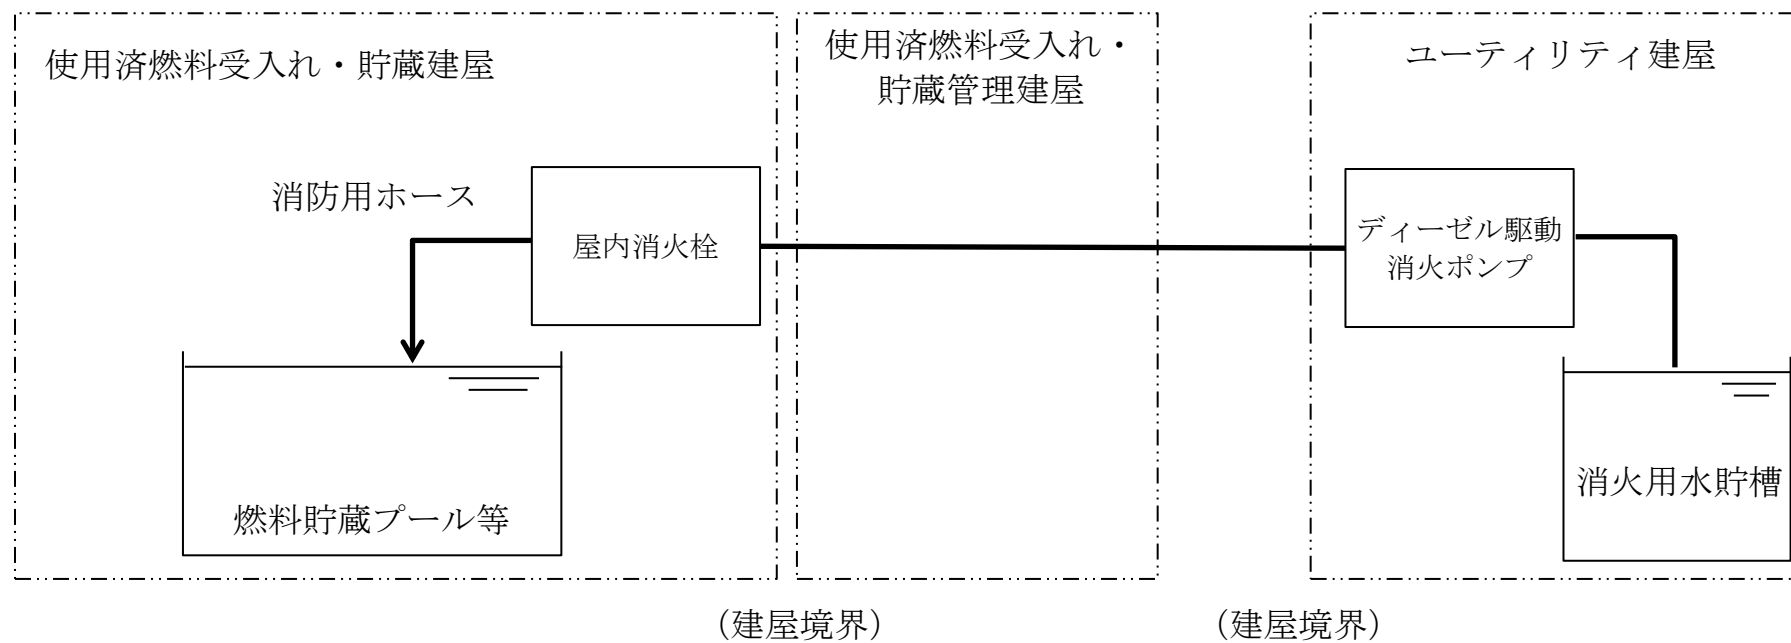 使用済燃料受入れ・貯蔵建屋
使用済燃料受入れ・
貯蔵管理建屋
ユーティリティ建屋
消防用ホース
屋内消火栓
ディーゼル駆動
消火ポンプ
燃料貯蔵プール等
消火用水貯槽
（建屋境界）
（建屋境界）